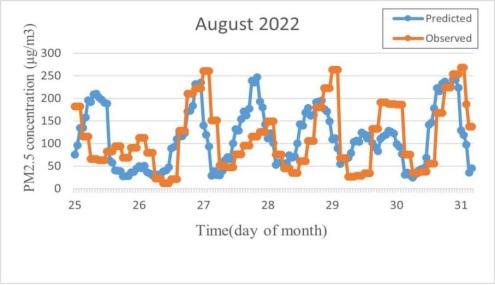 August 2022
Predicted
Observed
PM2.5 concentration (µg/m3)
300
250
200
150
100
50
0
25
26
27
28
29
30
31
Time(day of month)